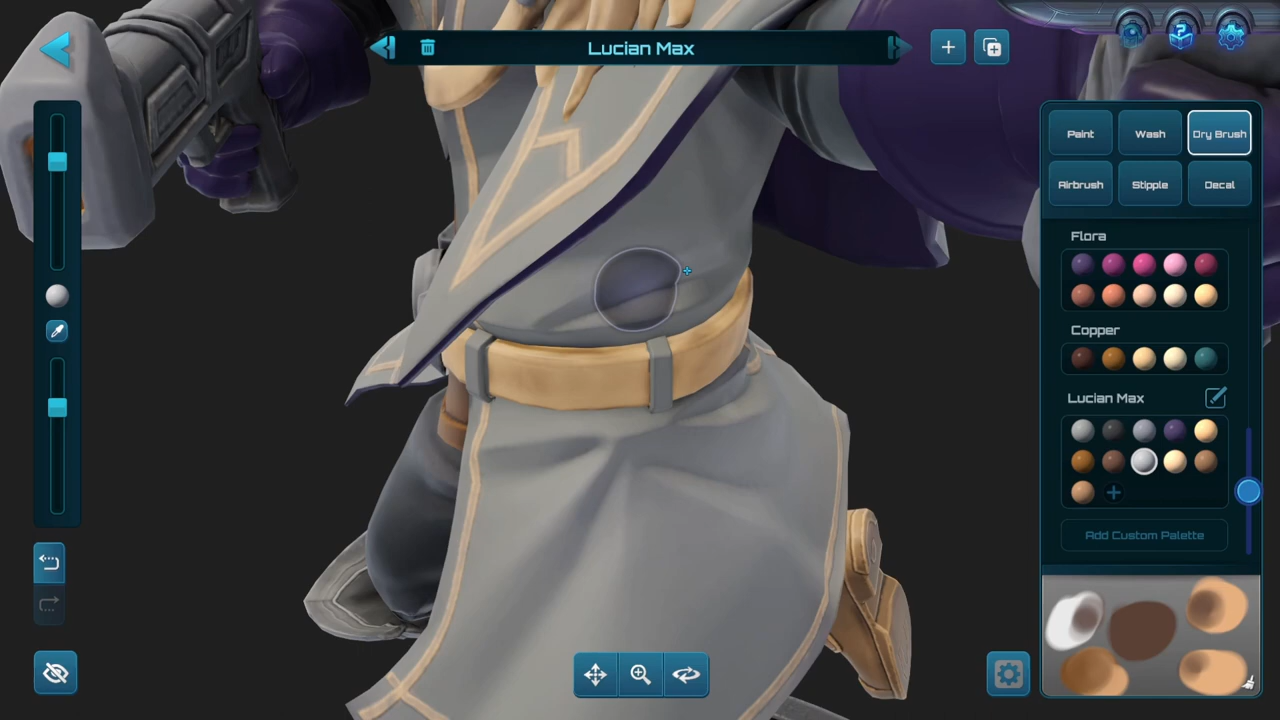 Lucian Max
Paint
Wash
Dry Brush
Airbrush
Stipple
Decal
Flora
Copper
Lucian Max
Add Custom Palette